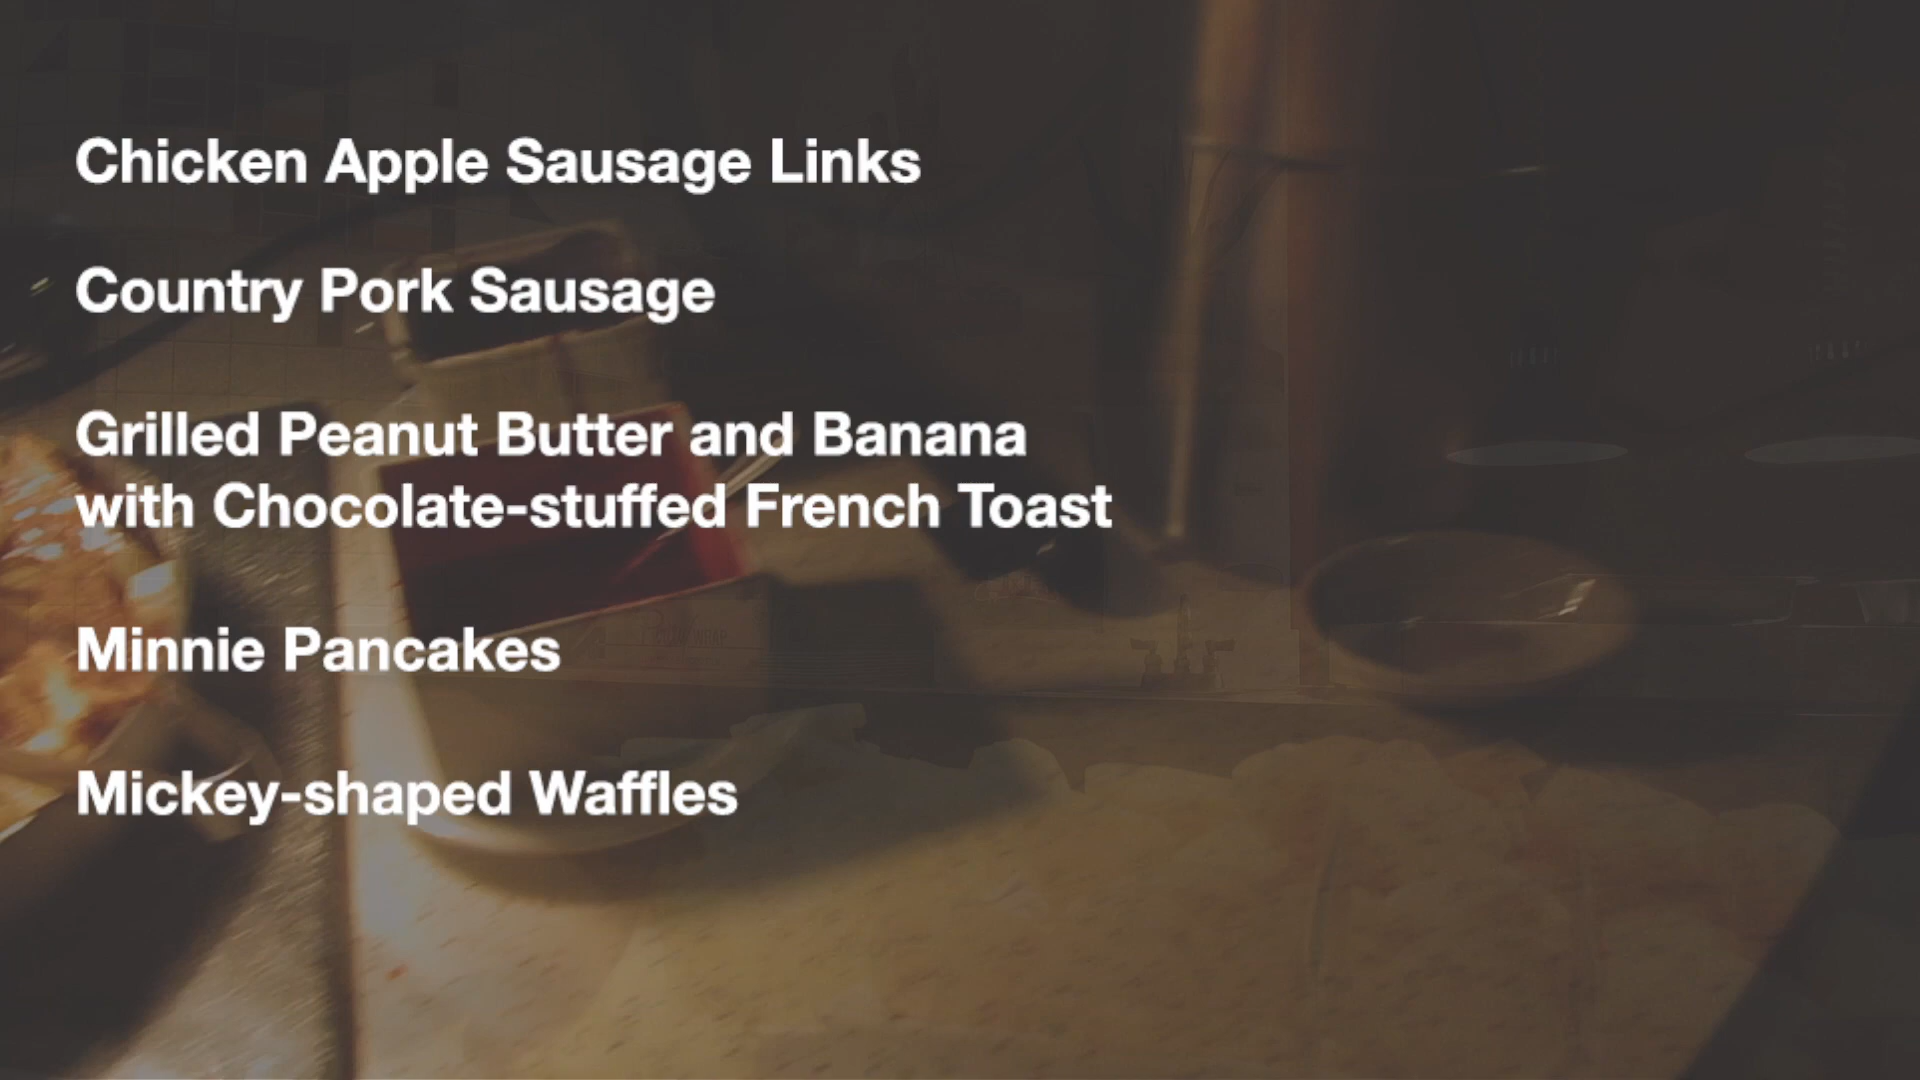 Chicken Apple Sausage Links
Country Pork Sausage
Grilled Peanut Butter and Banana
with Chocolate-stuffed French Toast
Minnie Pancakes
Mickey-shaped Waffles